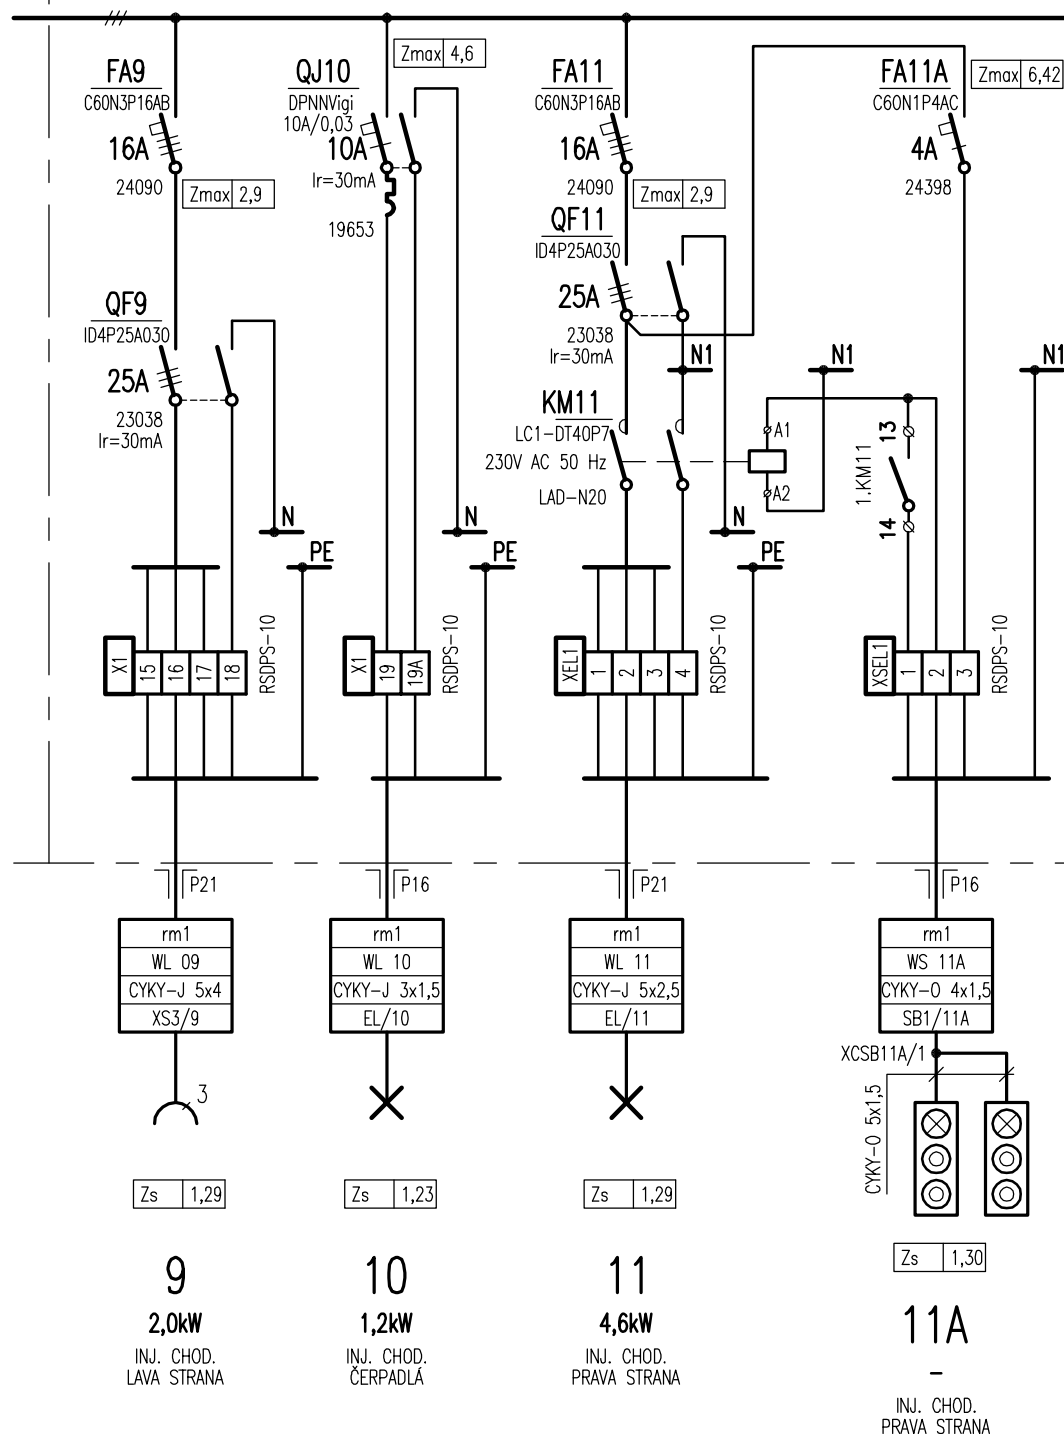 FA9
C60N3P16AB
16A
24090
Zmax 2,9
QF9
ID4P25A030
25A
23038
Ir=30mA
N
PE
X1 15 16 17 18
RSDPS-10
P21
rm1
WL 09
CYKY-J 5x4
XS3/9
3
Zs 1,29
9
2,0kW
INJ. CHOD.
LAVA STRANA
Zmax 4,6
QJ10
DPNNVigi
10A/0,03
10A
Ir=30mA
19653
N
PE
X1 19 19A
RSDPS-10
P16
rm1
WL 10
CYKY-J 3x1,5
EL/10
Zs 1,23
10
1,2kW
INJ. CHOD.
ČERPADLÁ
FA11
C60N3P16AB
16A
24090
Zmax 2,9
QF11
ID4P25A030
25A
23038
Ir=30mA
N1
KM11
LC1-DT40P7
230V AC 50 Hz
LAD-N20
A1
A2
N1
N
PE
XEL1 1 2 3 4
RSDPS-10
P21
rm1
WL 11
CYKY-J 5x2,5
EL/11
Zs 1,29
11
4,6kW
INJ. CHOD.
PRAVA STRANA
FA11A
C60N1P4AC
4A
24398
Zmax 6,42
N1
13
1.KM11
14
XSEL1 1 2 3
RSDPS-10
P16
rm1
WS 11A
CYKY-O 4x1,5
SB1/11A
XCSB11A/1
CYKY-O 5x1,5
Zs 1,30
11A
-
INJ. CHOD.
PRAVA STRANA